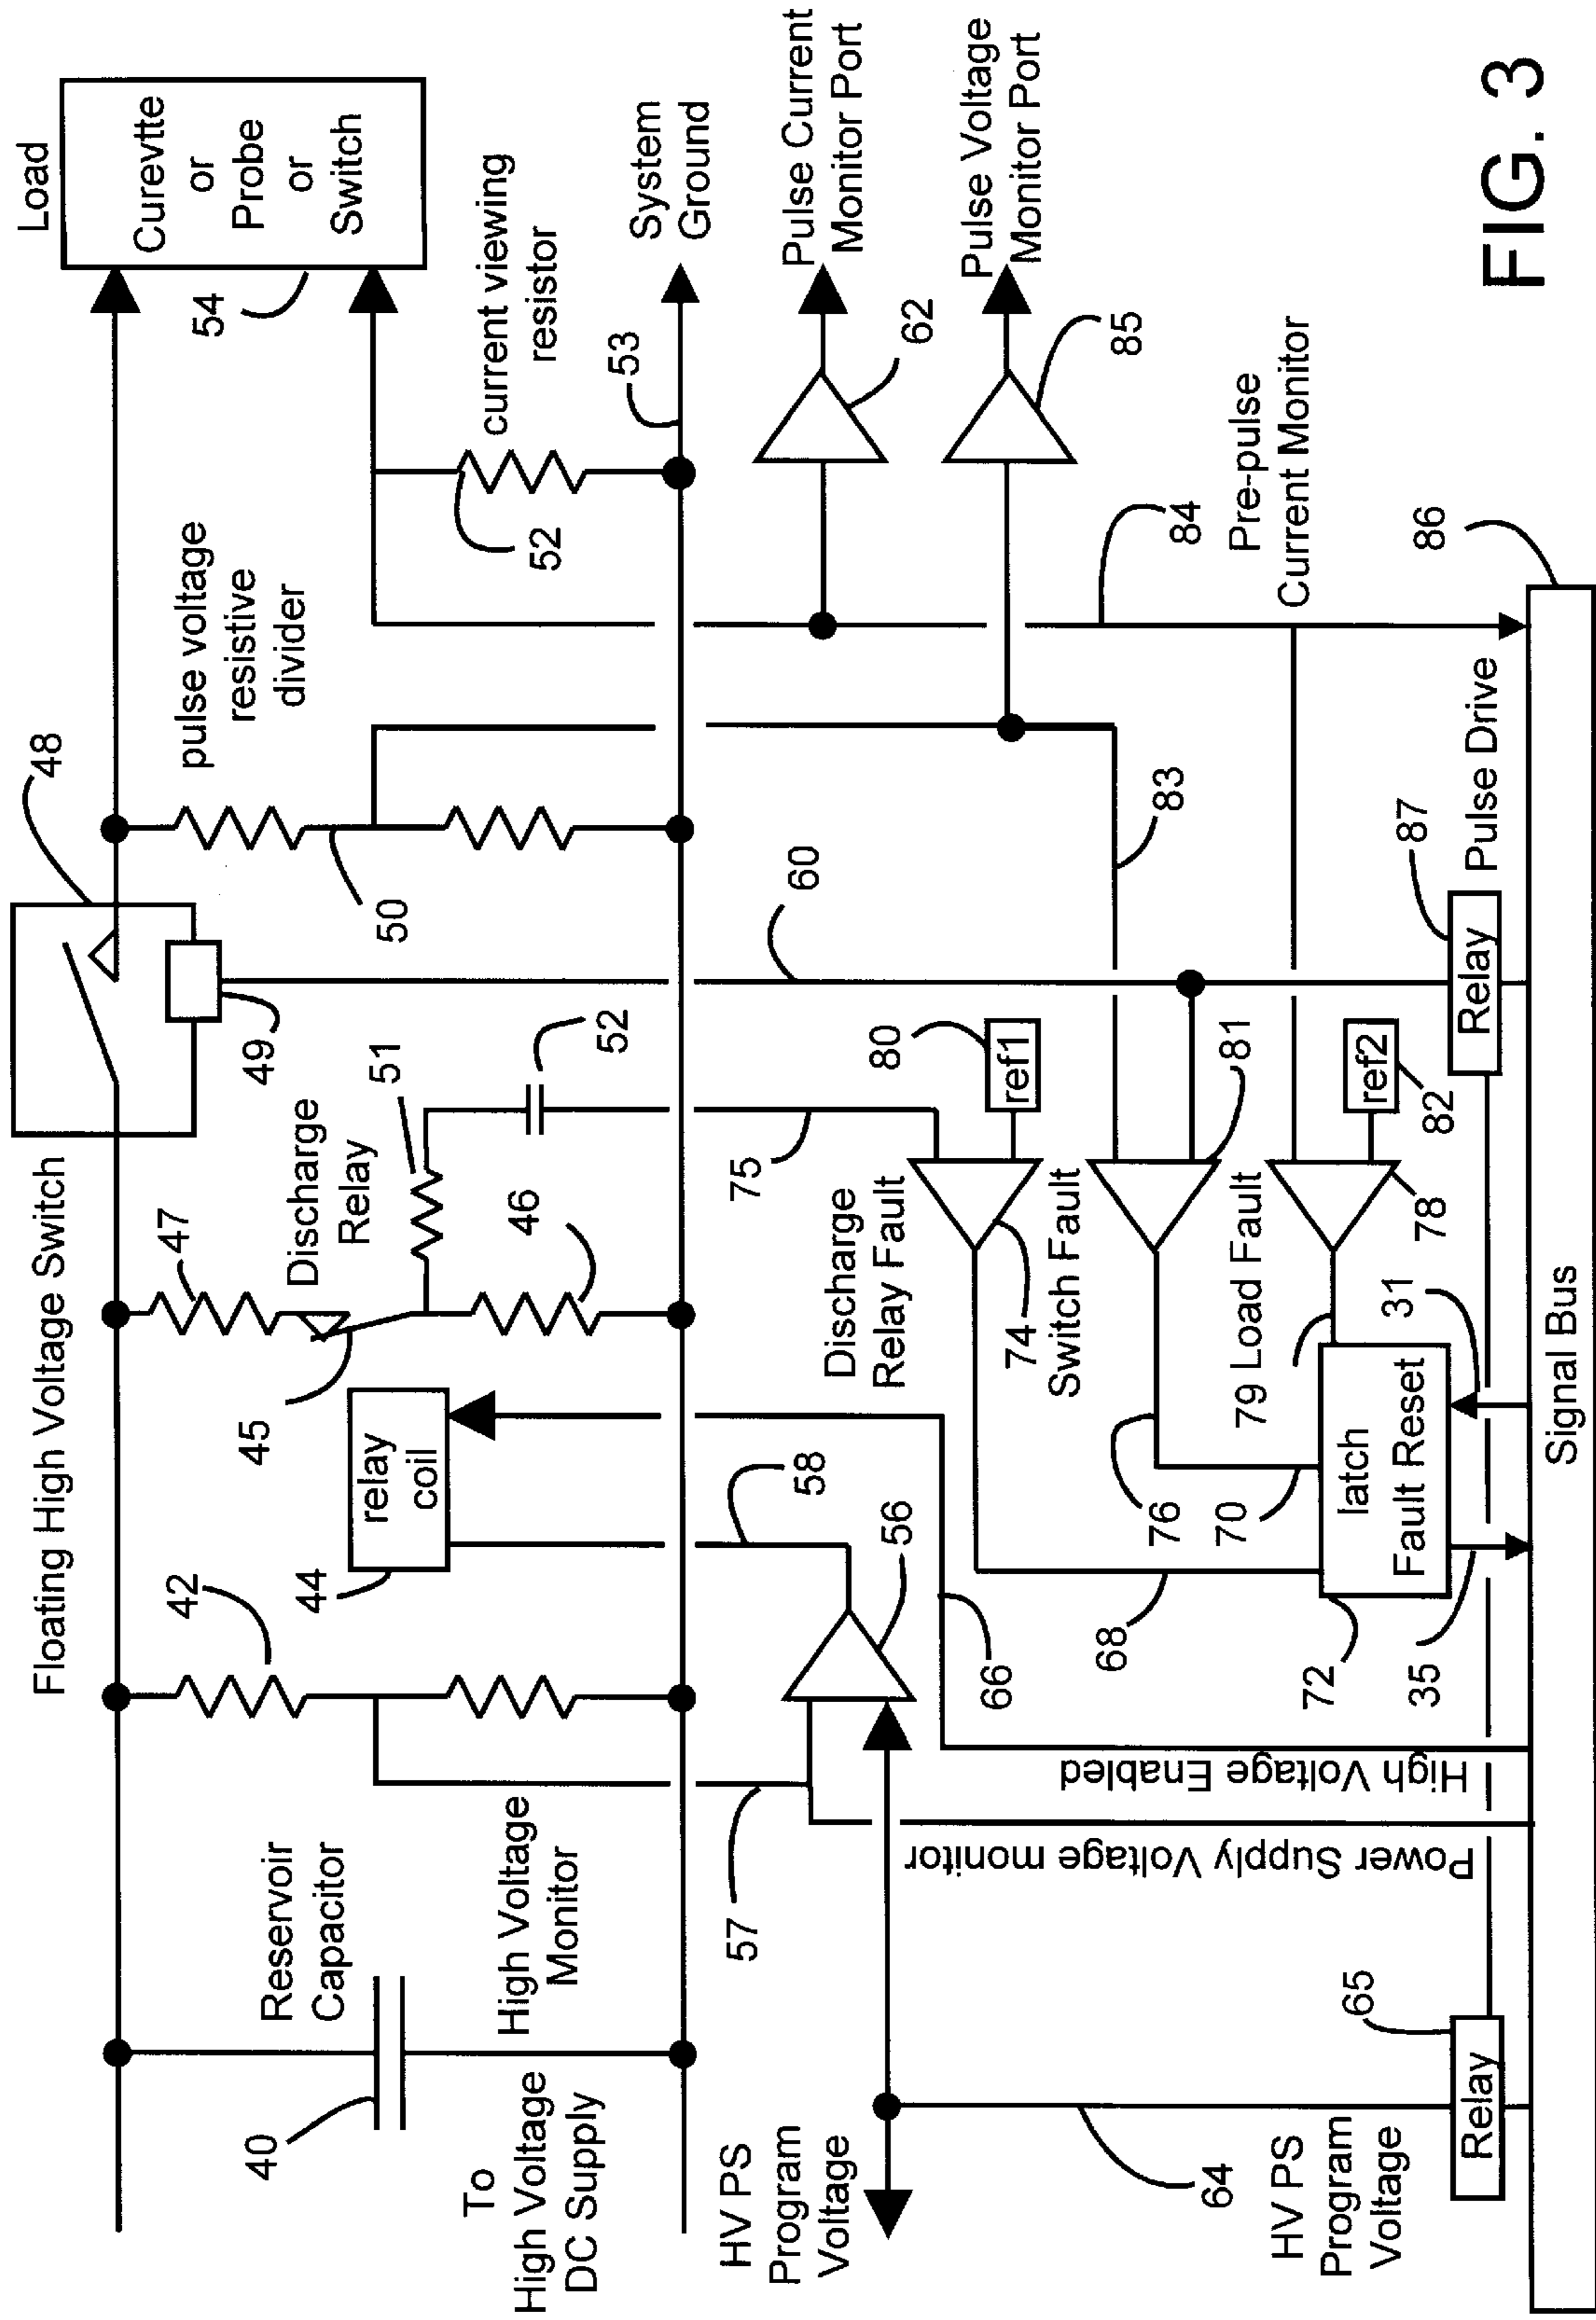 Floating High Voltage Switch
48
Load
Curevtte
or
Probe
or
Switch
54
pulse voltage
resistive
divider
50
current viewing
resistor
52
53
System
Ground
49
47
Discharge
Relay
51
52
46
45
relay
coil
44
42
Reservoir
Capacitor
40
High Voltage
Monitor
To
High Voltage
DC Supply
HV PS
Program
Voltage
57
58
56
66
60
75
80
ref1
Discharge
Relay Fault
74
Switch Fault
81
83
76
70
68
79 Load Fault
78
ref2
82
latch
Fault Reset
72
31
35
Pulse Current
Monitor Port
62
Pulse Voltage
Monitor Port
85
84
Pre-pulse
Current Monitor
86
Pulse Drive
87
Relay
High Voltage Enabled
Power Supply Voltage monitor
64
HV PS
Program
Voltage
65
Relay
Signal Bus
FIG. 3